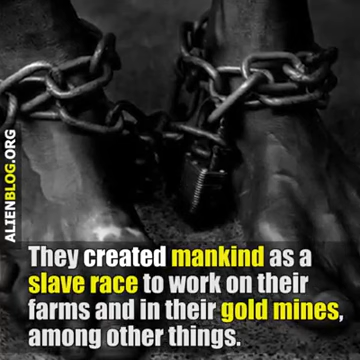 ALIENBLOG.ORG
They created mankind as a
slave race to work on their
farms and in their gold mines,
among other things.